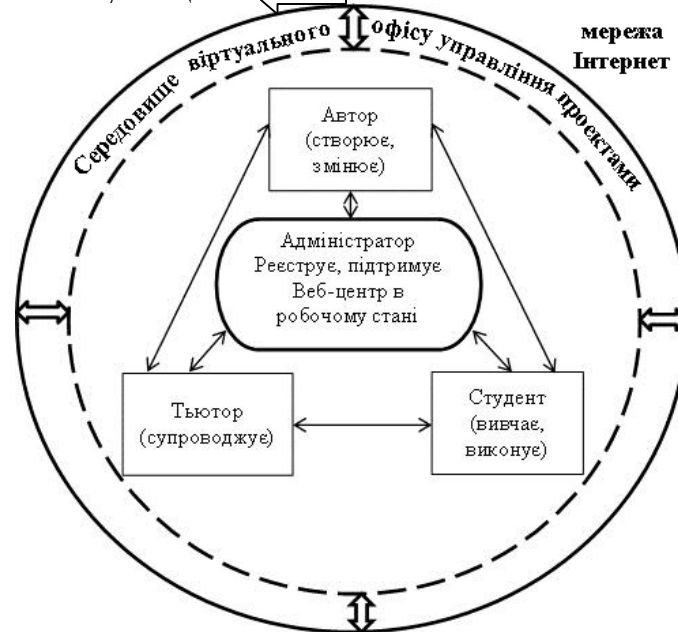 Середовище віртуального офісу управління проектами
мережа
Інтернет
Автор
(створює,
змінює)
Адміністратор
Реєструє, підтримує
Веб-центр в
робочому стані
Тьютор
(супроводжує)
Студент
(вивчає,
виконує)